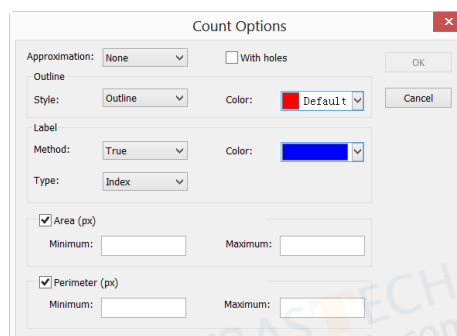 Count Options
Approximation: None With holes OK
Outline
Style: Outline Color: Default Cancel
Label
Method: True Color:
Type: Index
Area (px)
Minimum: Maximum:
Perimeter (px)
Minimum: Maximum: